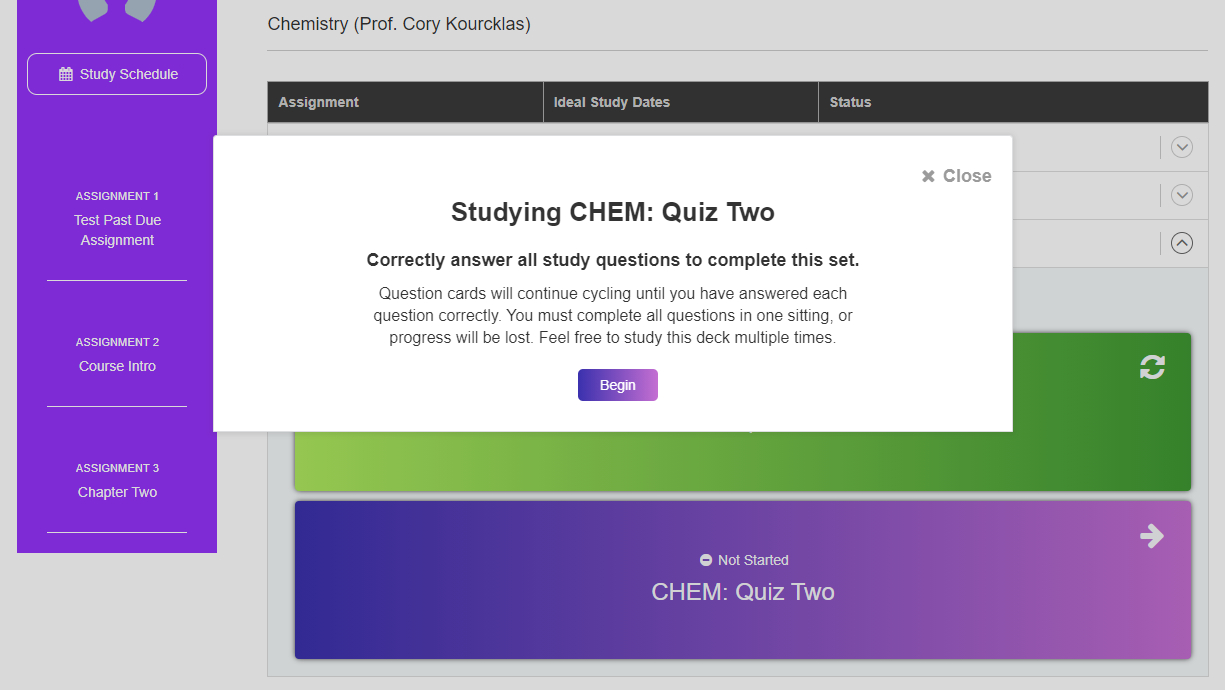 Study Schedule
ASSIGNMENT 1
Test Past Due
Assignment
ASSIGNMENT 2
Course Intro
ASSIGNMENT 3
Chapter Two
Chemistry (Prof. Cory Kourcklas)
Assignment Ideal Study Dates Status
Close
Studying CHEM: Quiz Two
Correctly answer all study questions to complete this set.
Question cards will continue cycling until you have answered each
question correctly. You must complete all questions in one sitting, or
progress will be lost. Feel free to study this deck multiple times.
Begin
Not Started
CHEM: Quiz Two